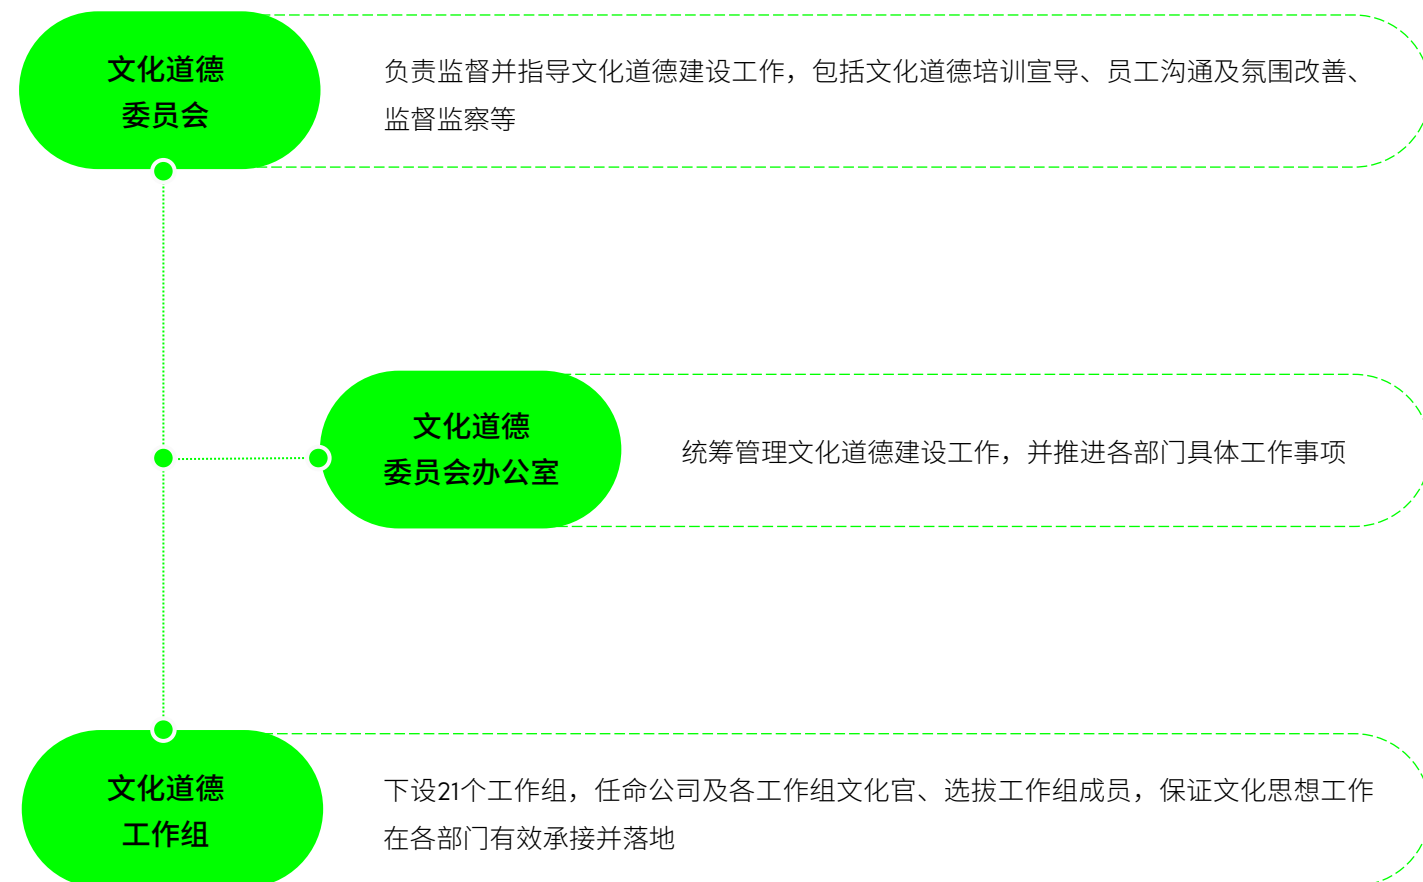 文化道德
委员会
负责监督并指导文化道德建设工作，包括文化道德培训宣导、员工沟通及氛围改善、
监督监察等
文化道德
委员会办公室
统筹管理文化道德建设工作，并推进各部门具体工作事项
文化道德
工作组
下设21个工作组，任命公司及各工作组文化官、选拔工作组成员，保证文化思想工作
在各部门有效承接并落地